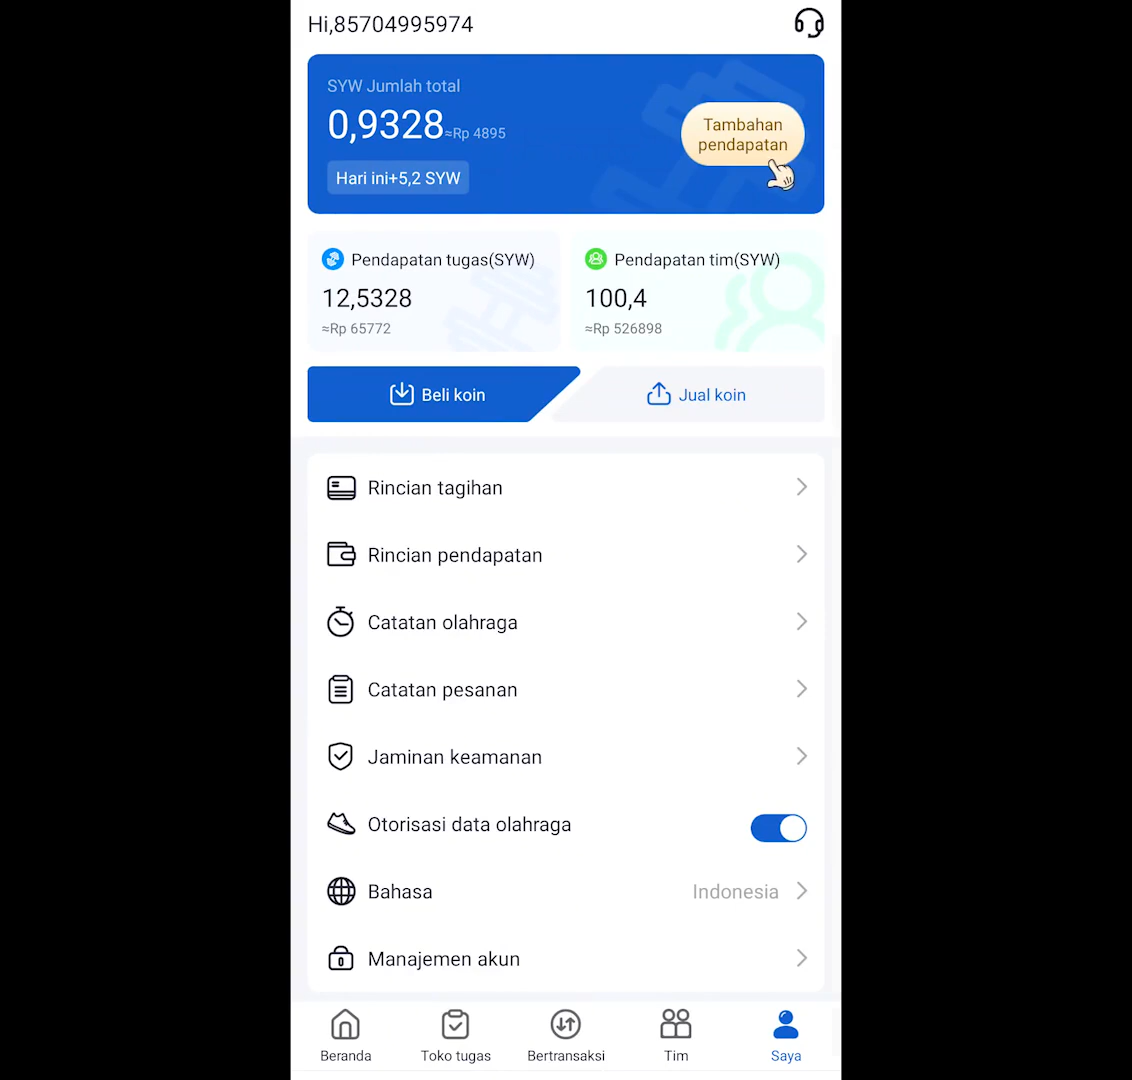 Hi,85704995974
SYW Jumlah total
0,9328≈Rp 4895
Tambahan
pendapatan
Hari ini+5,2 SYW
Pendapatan tugas(SYW)
12,5328
≈Rp 65772
Pendapatan tim(SYW)
100,4
≈Rp 526898
Beli koin
Jual koin
Rincian tagihan
Rincian pendapatan
Catatan olahraga
Catatan pesanan
Jaminan keamanan
Otorisasi data olahraga
Bahasa Indonesia
Manajemen akun
Beranda
Toko tugas
Bertransaksi
Tim
Saya